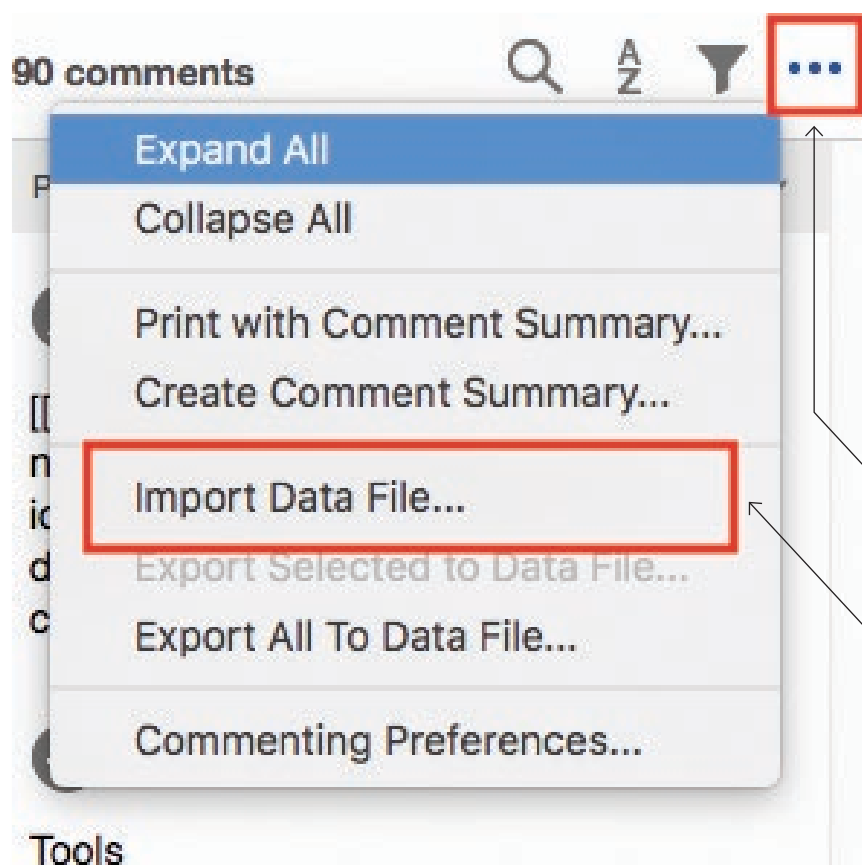 90 comments
A
Z
Expand All
Collapse All
Print with Comment Summary...
Create Comment Summary...
Import Data File...
Export Selected to Data File...
Export All To Data File...
Commenting Preferences...
Tools